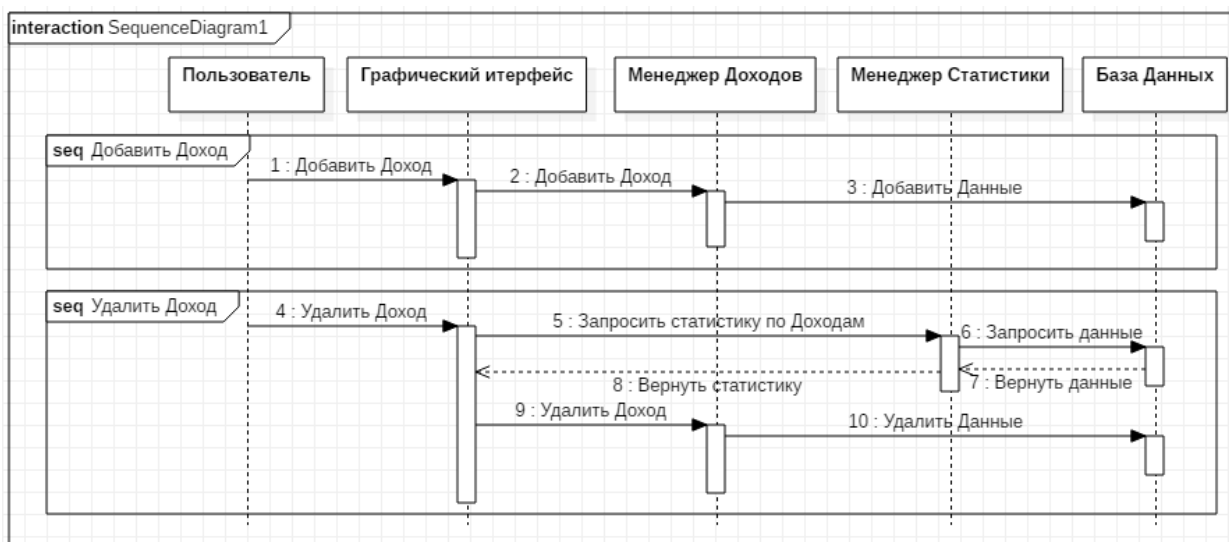 interaction SequenceDiagram1
Пользователь
Графический итерфейс
Менеджер Доходов
Менеджер Статистики
База Данных
seq Добавить Доход
1 : Добавить Доход
2 : Добавить Доход
3 : Добавить Данные
seq Удалить Доход
4 : Удалить Доход
5 : Запросить статистику по Доходам
6 : Запросить данные
7 : Вернуть данные
8 : Вернуть статистику
9 : Удалить Доход
10 : Удалить Данные